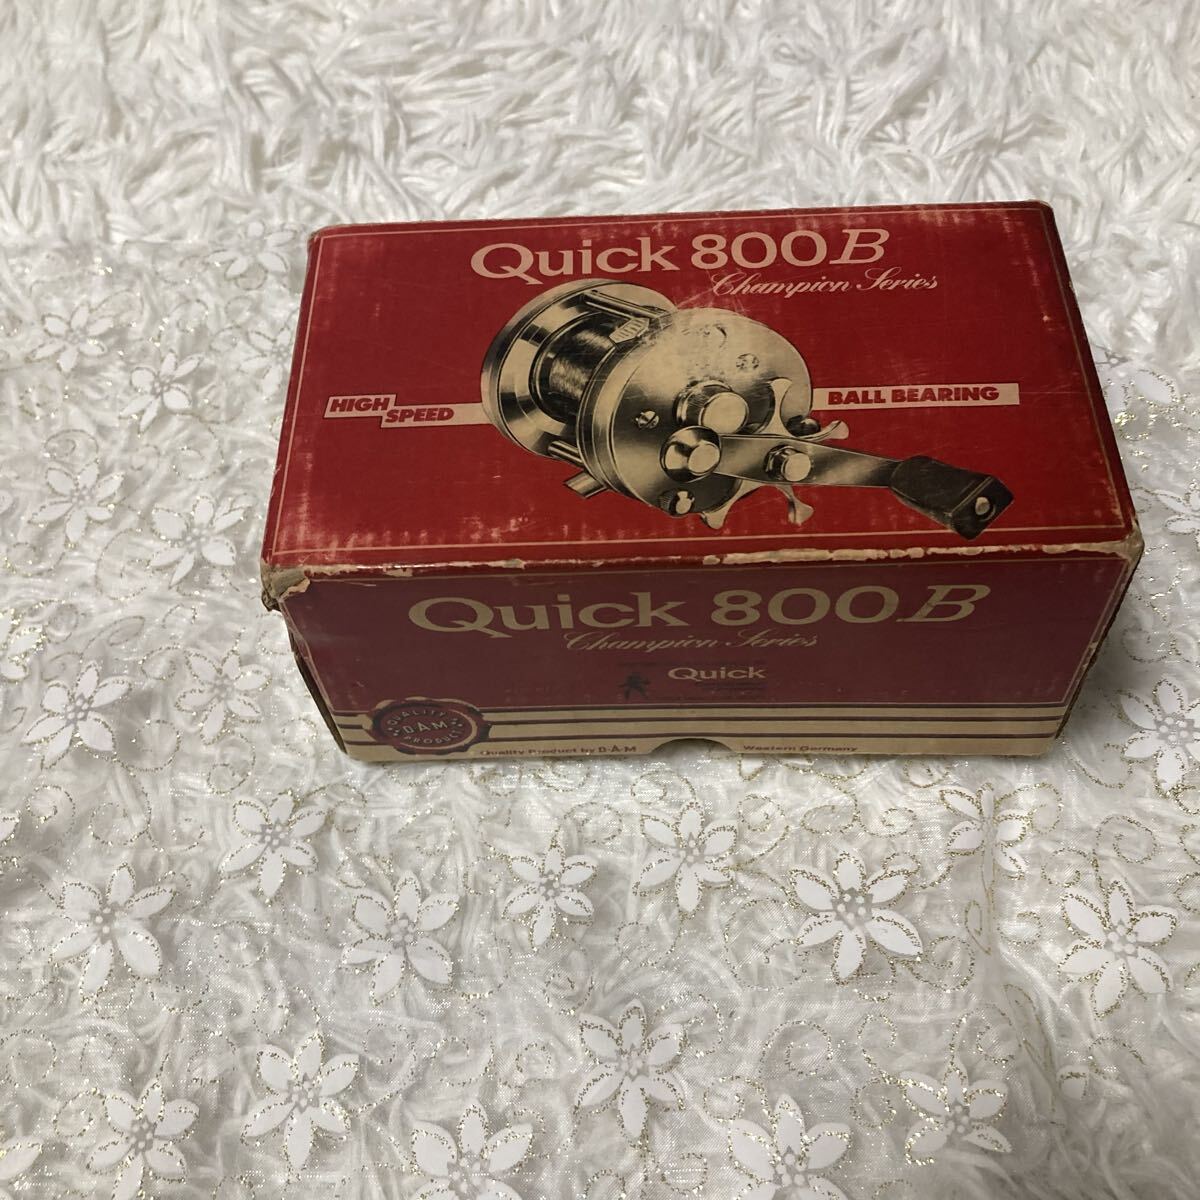 Quick 800B
Champion Series
HIGH SPEED
BALL BEARING
Quick 800B
Champion Series
Quick
QUALITY
D·A·M
PRODUCT
Quality Product by D·A·M
Western Germany